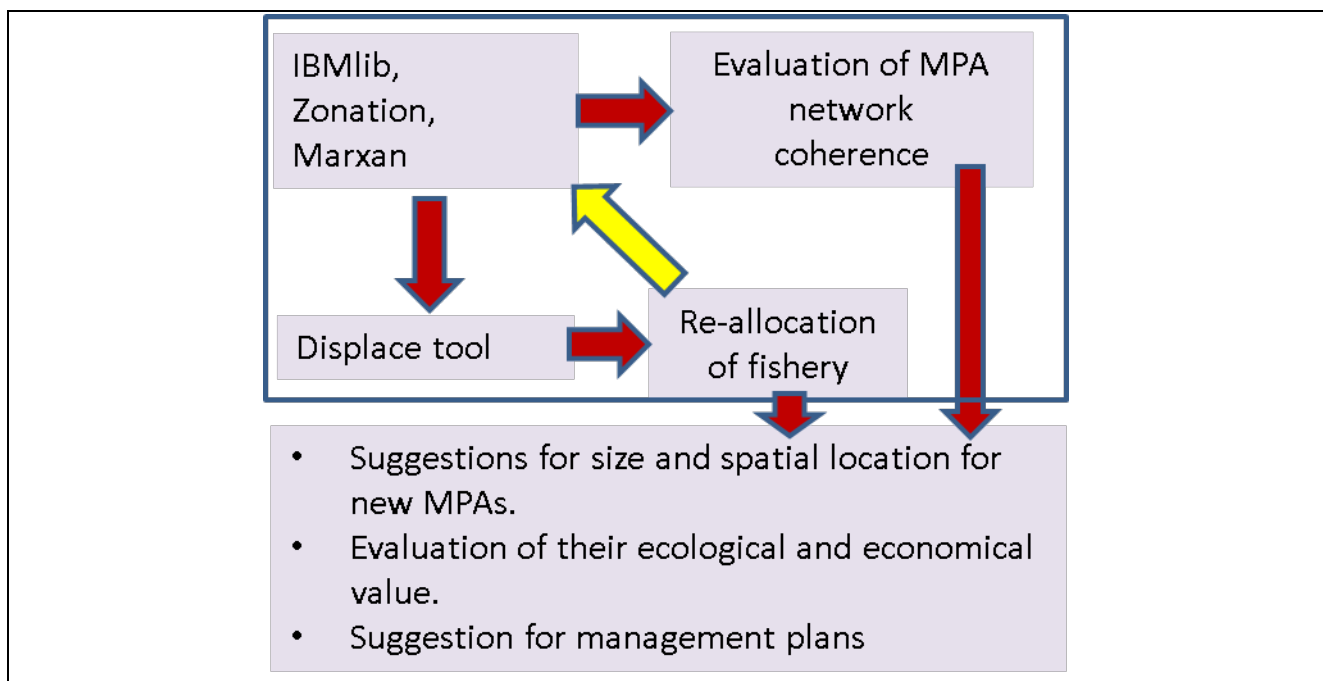 IBMlib,
Zonation,
Marxan
Evaluation of MPA
network
coherence
Displace tool
Re-allocation
of fishery
• Suggestions for size and spatial location for
new MPAs.
• Evaluation of their ecological and economical
value.
• Suggestion for management plans